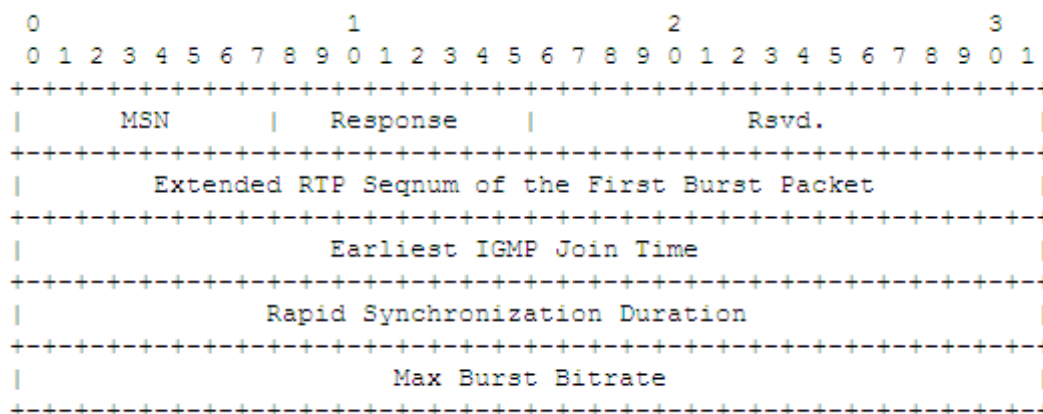 0                   1                   2                   3
0 1 2 3 4 5 6 7 8 9 0 1 2 3 4 5 6 7 8 9 0 1 2 3 4 5 6 7 8 9 0 1
+-+-+-+-+-+-+-+-+-+-+-+-+-+-+-+-+-+-+-+-+-+-+-+-+-+-+-+-+-+-+-+-+
|      MSN      |   Response    |             Rsvd.             |
+-+-+-+-+-+-+-+-+-+-+-+-+-+-+-+-+-+-+-+-+-+-+-+-+-+-+-+-+-+-+-+-+
|        Extended RTP Seqnum of the First Burst Packet          |
+-+-+-+-+-+-+-+-+-+-+-+-+-+-+-+-+-+-+-+-+-+-+-+-+-+-+-+-+-+-+-+-+
|                   Earliest IGMP Join Time                     |
+-+-+-+-+-+-+-+-+-+-+-+-+-+-+-+-+-+-+-+-+-+-+-+-+-+-+-+-+-+-+-+-+
|               Rapid Synchronization Duration                  |
+-+-+-+-+-+-+-+-+-+-+-+-+-+-+-+-+-+-+-+-+-+-+-+-+-+-+-+-+-+-+-+-+
|                       Max Burst Bitrate                       |
+-+-+-+-+-+-+-+-+-+-+-+-+-+-+-+-+-+-+-+-+-+-+-+-+-+-+-+-+-+-+-+-+